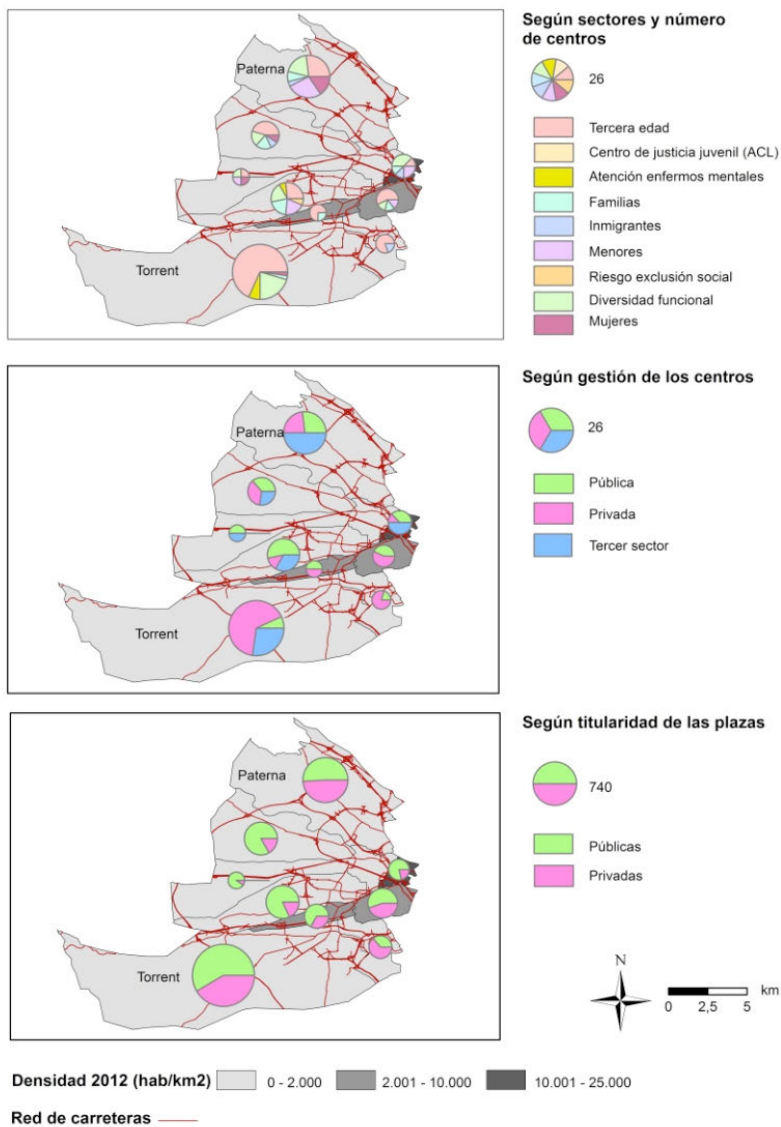 Según sectores y número
de centros
26
Tercera edad
Centro de justicia juvenil (ACL)
Atención enfermos mentales
Familias
Inmigrantes
Menores
Riesgo exclusión social
Diversidad funcional
Mujeres
Paterna
Torrent
Según gestión de los centros
26
Pública
Privada
Tercer sector
Paterna
Torrent
Según titularidad de las plazas
740
Públicas
Privadas
Paterna
Torrent
N
km
0 2,5 5
Densidad 2012 (hab/km2) 0 - 2.000 2.001 - 10.000 10.001 - 25.000
Red de carreteras